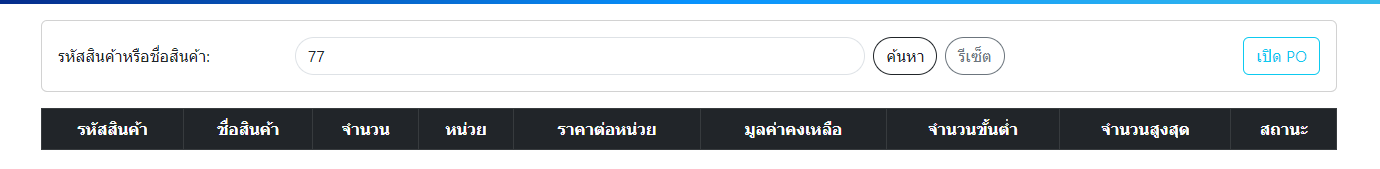 รหัสสินค้าหรือชื่อสินค้า: 77 ค้นหา รีเซ็ต เปิด PO
รหัสสินค้า ชื่อสินค้า จำนวน หน่วย ราคาต่อหน่วย มูลค่าคงเหลือ จำนวนขั้นต่ำ จำนวนสูงสุด สถานะ